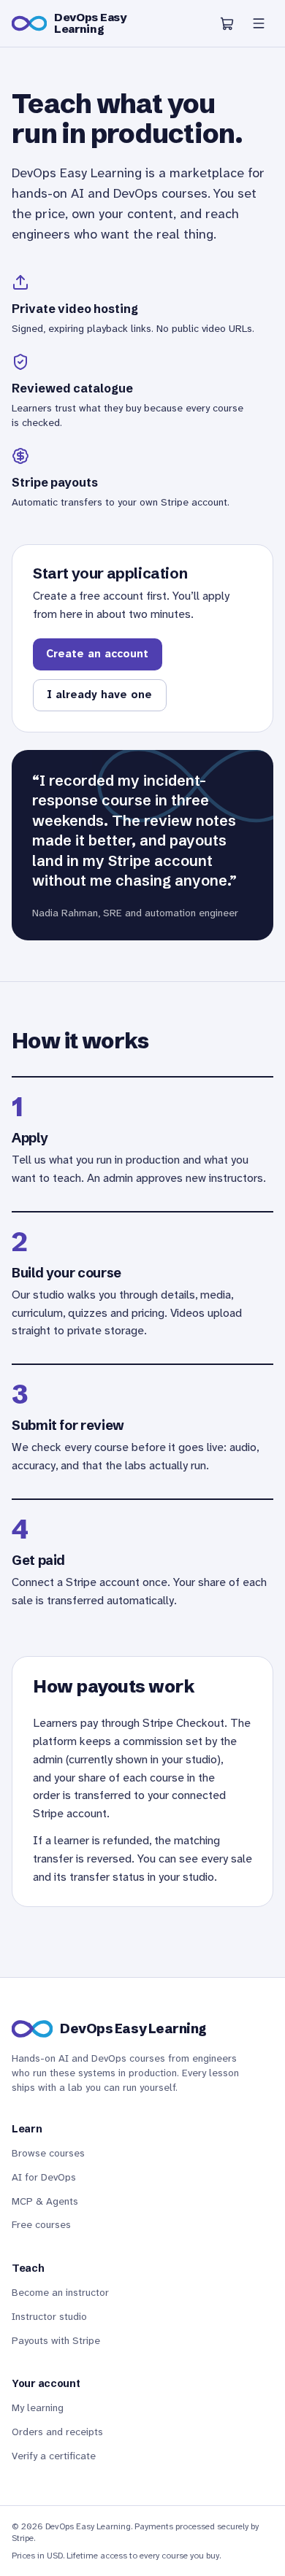 DevOps Easy
Learning
Teach what you
run in production.
DevOps Easy Learning is a marketplace for
hands-on AI and DevOps courses. You set
the price, own your content, and reach
engineers who want the real thing.
Private video hosting
Signed, expiring playback links. No public video URLs.
Reviewed catalogue
Learners trust what they buy because every course
is checked.
Stripe payouts
Automatic transfers to your own Stripe account.
Start your application
Create a free account first. You’ll apply
from here in about two minutes.
Create an account
I already have one
“I recorded my incident-
response course in three
weekends. The review notes
made it better, and payouts
land in my Stripe account
without me chasing anyone.”
Nadia Rahman, SRE and automation engineer
How it works
1
Apply
Tell us what you run in production and what you
want to teach. An admin approves new instructors.
2
Build your course
Our studio walks you through details, media,
curriculum, quizzes and pricing. Videos upload
straight to private storage.
3
Submit for review
We check every course before it goes live: audio,
accuracy, and that the labs actually run.
4
Get paid
Connect a Stripe account once. Your share of each
sale is transferred automatically.
How payouts work
Learners pay through Stripe Checkout. The
platform keeps a commission set by the
admin (currently shown in your studio),
and your share of each course in the
order is transferred to your connected
Stripe account.
If a learner is refunded, the matching
transfer is reversed. You can see every sale
and its transfer status in your studio.
DevOps Easy Learning
Hands-on AI and DevOps courses from engineers
who run these systems in production. Every lesson
ships with a lab you can run yourself.
Learn
Browse courses
AI for DevOps
MCP & Agents
Free courses
Teach
Become an instructor
Instructor studio
Payouts with Stripe
Your account
My learning
Orders and receipts
Verify a certificate
© 2026 DevOps Easy Learning. Payments processed securely by
Stripe.
Prices in USD. Lifetime access to every course you buy.